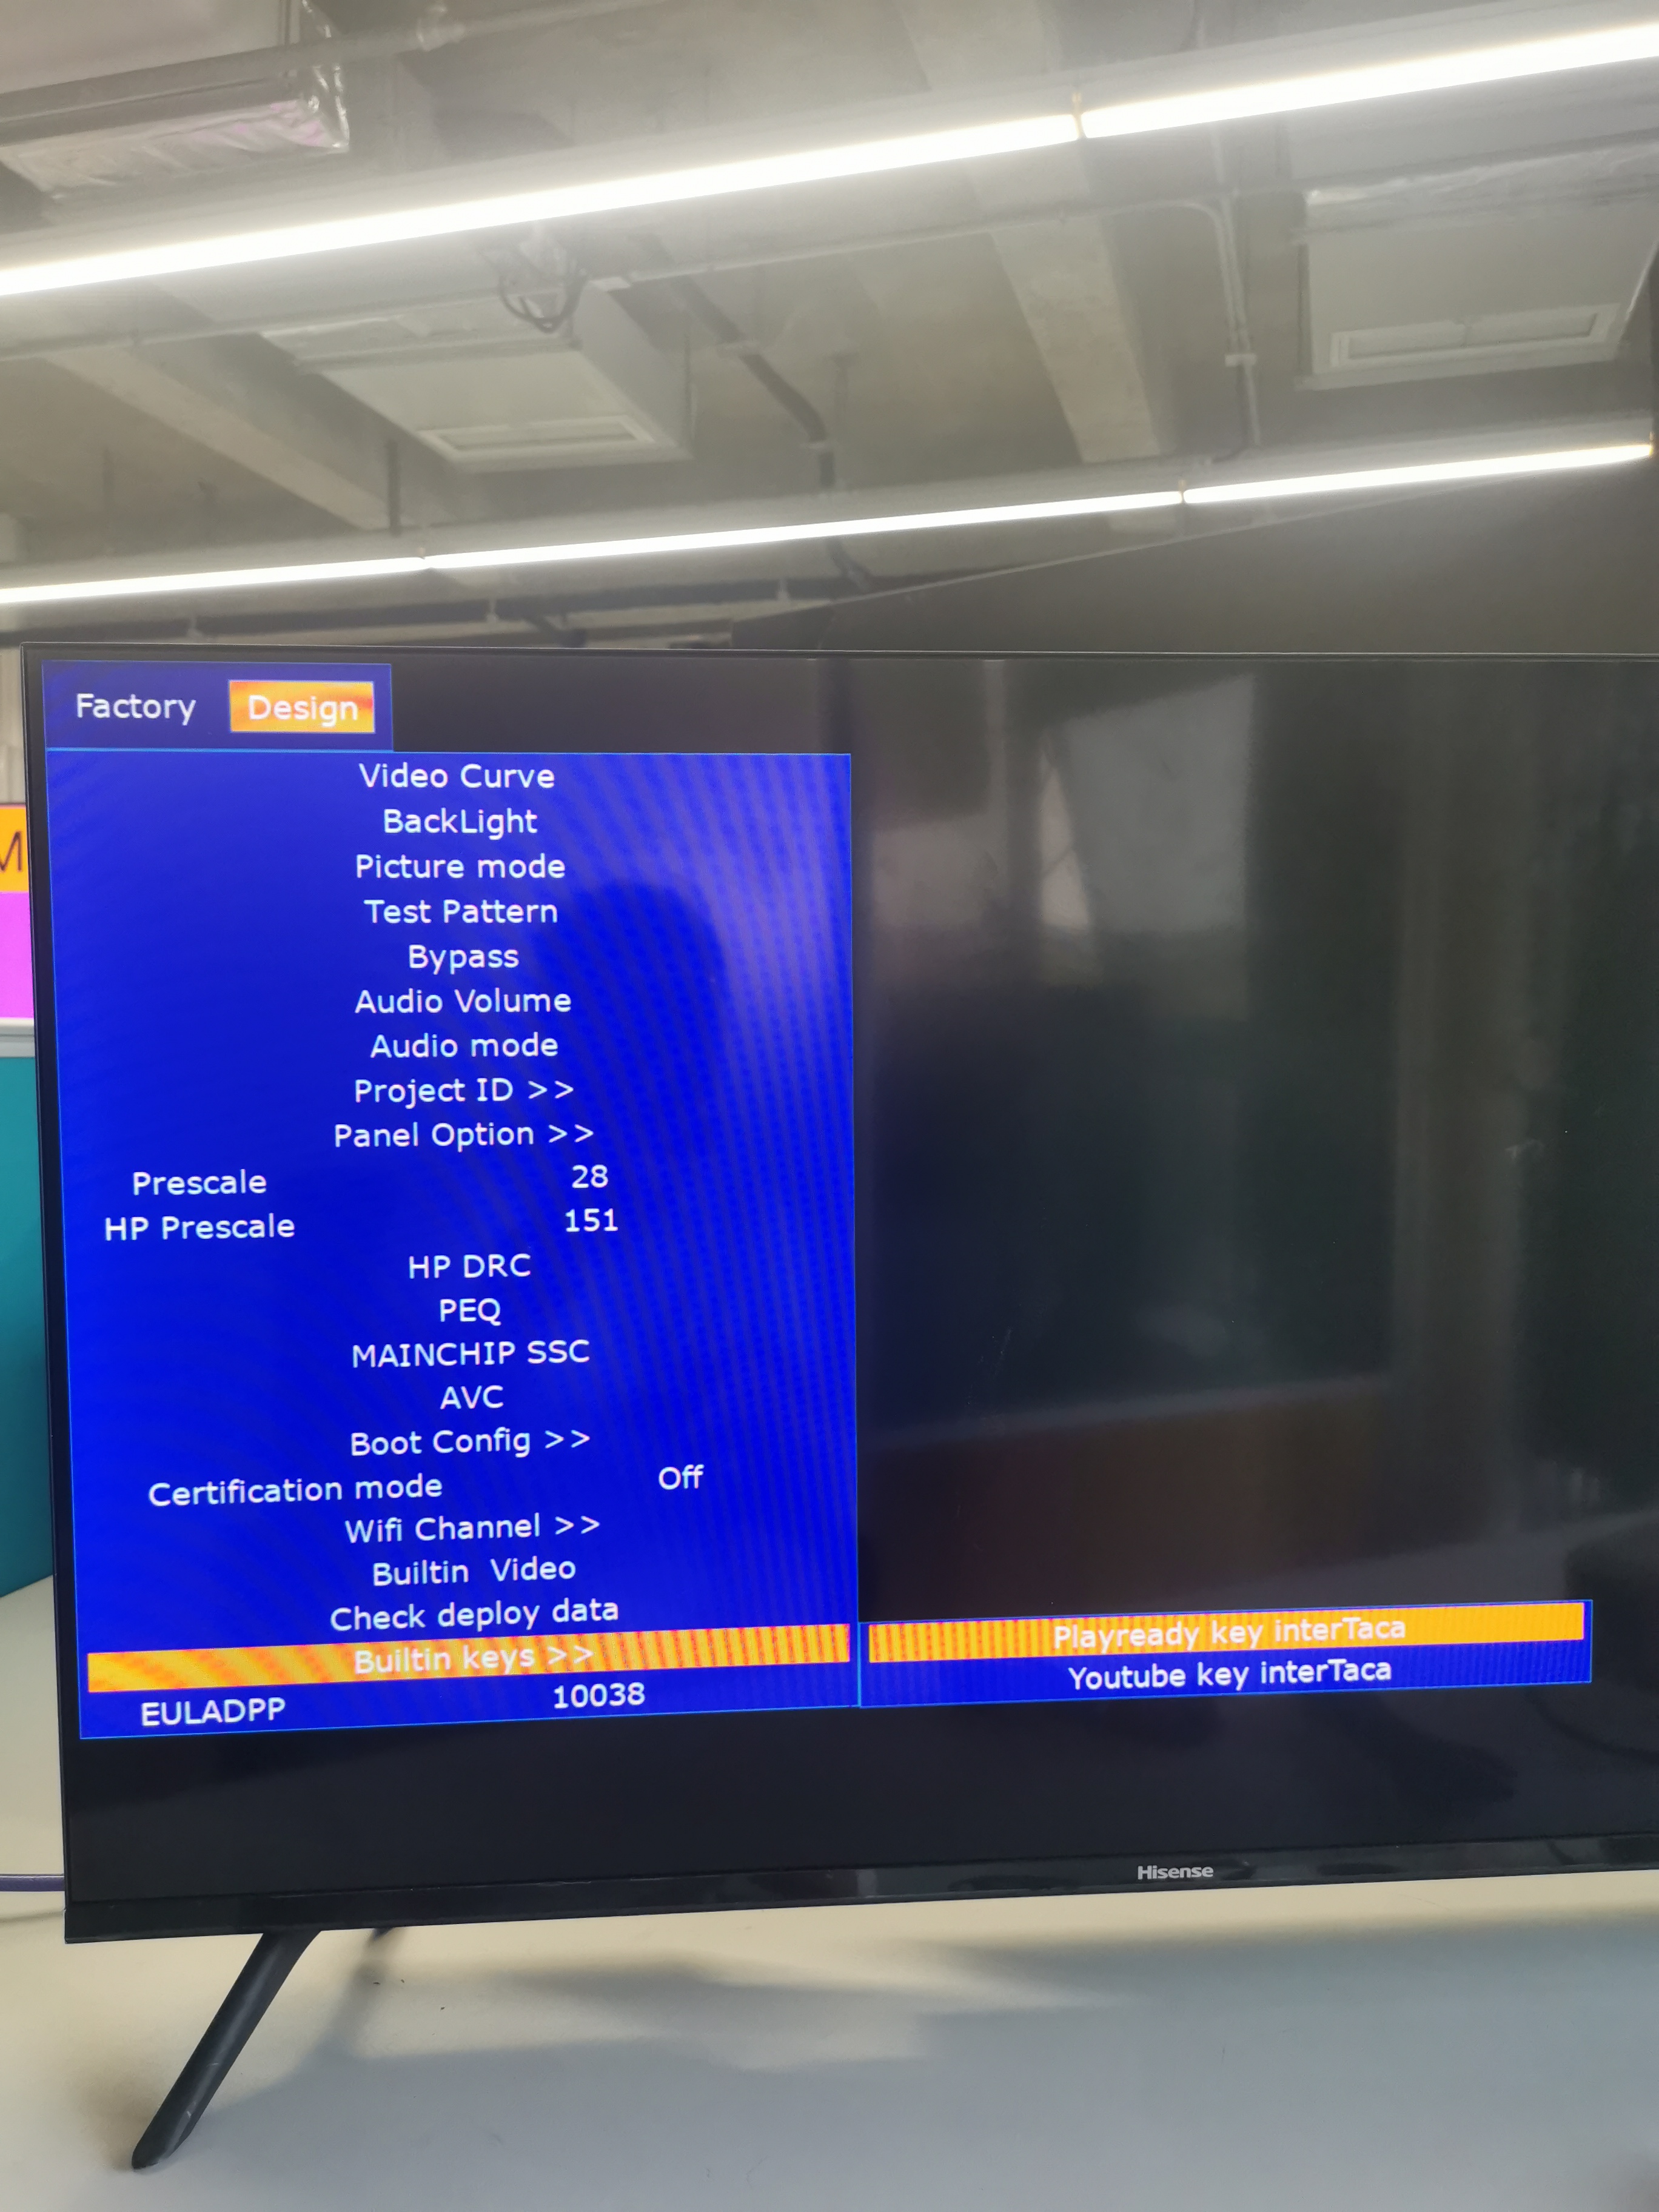 Factory Design
Video Curve
BackLight
Picture mode
Test Pattern
Bypass
Audio Volume
Audio mode
Project ID >>
Panel Option >>
Prescale 28
HP Prescale 151
HP DRC
PEQ
MAINCHIP SSC
AVC
Boot Config >>
Certification mode Off
Wifi Channel >>
Builtin  Video
Check deploy data
Builtin keys >>
EULADPP 10038
Playready key interTaca
Youtube key interTaca
Hisense
M